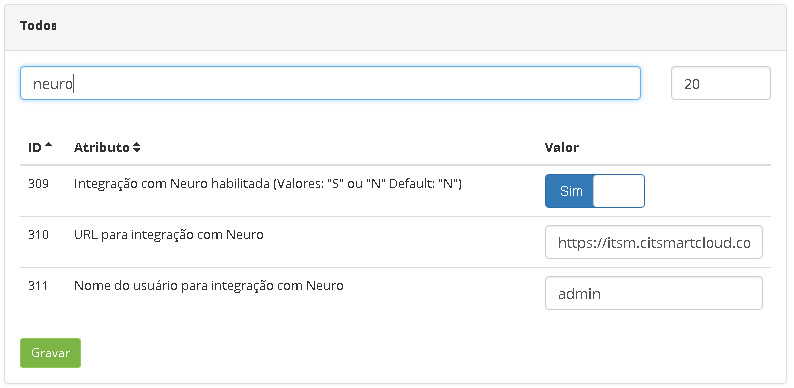 Todos
neuro 20
ID Atributo Valor
309 Integração com Neuro habilitada (Valores: "S" ou "N" Default: "N") Sim
310 URL para integração com Neuro https://itsm.citsmartcloud.co
311 Nome do usuário para integração com Neuro admin
Gravar